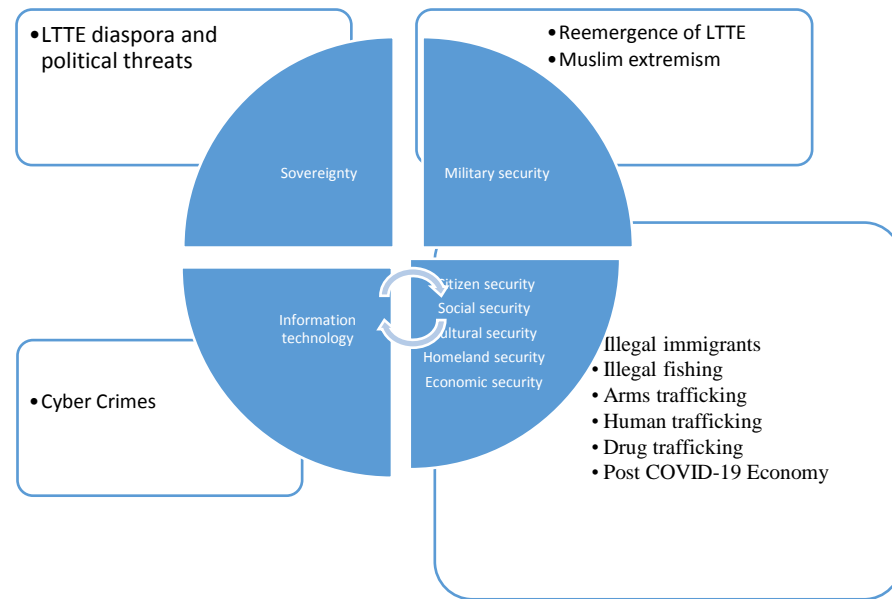 •LTTE diaspora and
political threats
•Reemergence of LTTE
•Muslim extremism
Sovereignty
Military security
Information
technology
Citizen security
Social security
Cultural security
Homeland security
Economic security
•Cyber Crimes
Illegal immigrants
• Illegal fishing
• Arms trafficking
• Human trafficking
• Drug trafficking
• Post COVID-19 Economy